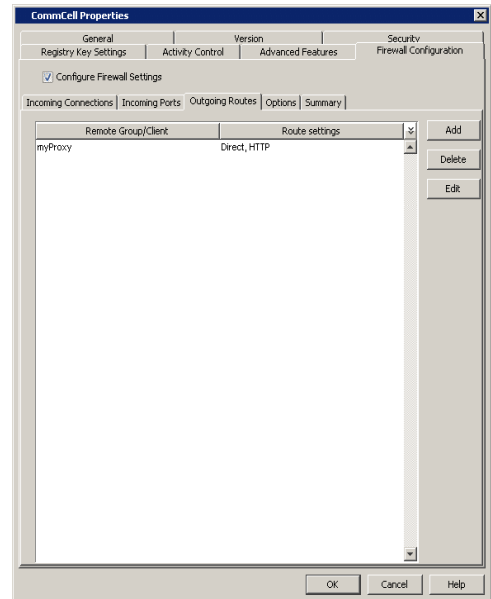 CommCell Properties
General Version Security
Registry Key Settings Activity Control Advanced Features Firewall Configuration
Configure Firewall Settings
Incoming Connections Incoming Ports Outgoing Routes Options Summary
Remote Group/Client Route settings Add
myProxy Direct, HTTP
Delete
Edit
OK Cancel Help